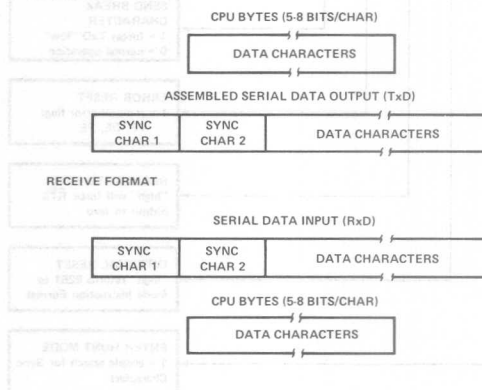 CPU BYTES (5-8 BITS/CHAR)
DATA CHARACTERS
ASSEMBLED SERIAL DATA OUTPUT (TxD)
SYNC CHAR 1
SYNC CHAR 2
DATA CHARACTERS
RECEIVE FORMAT
SERIAL DATA INPUT (RxD)
SYNC CHAR 1
SYNC CHAR 2
DATA CHARACTERS
CPU BYTES (5-8 BITS/CHAR)
DATA CHARACTERS